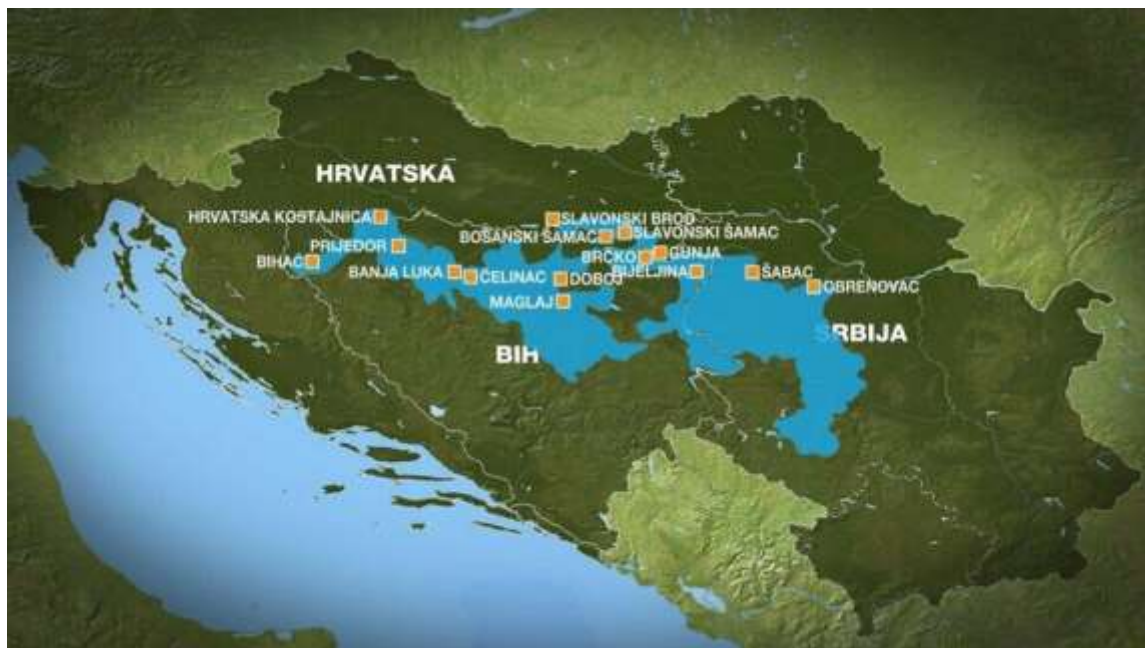 HRVATSKA
HRVATSKA KOSTAJNICA
SLAVONSKI BROD
BOSANSKI ŠAMAC
SLAVONSKI ŠAMAC
PRIJEDOR
BIHAĆ
BRČKO
GUNJA
BANJA LUKA
ČELINAC
DOBOJ
BIJELJINA
ŠABAC
OBRENOVAC
MAGLAJ
SRBIJA
BIH